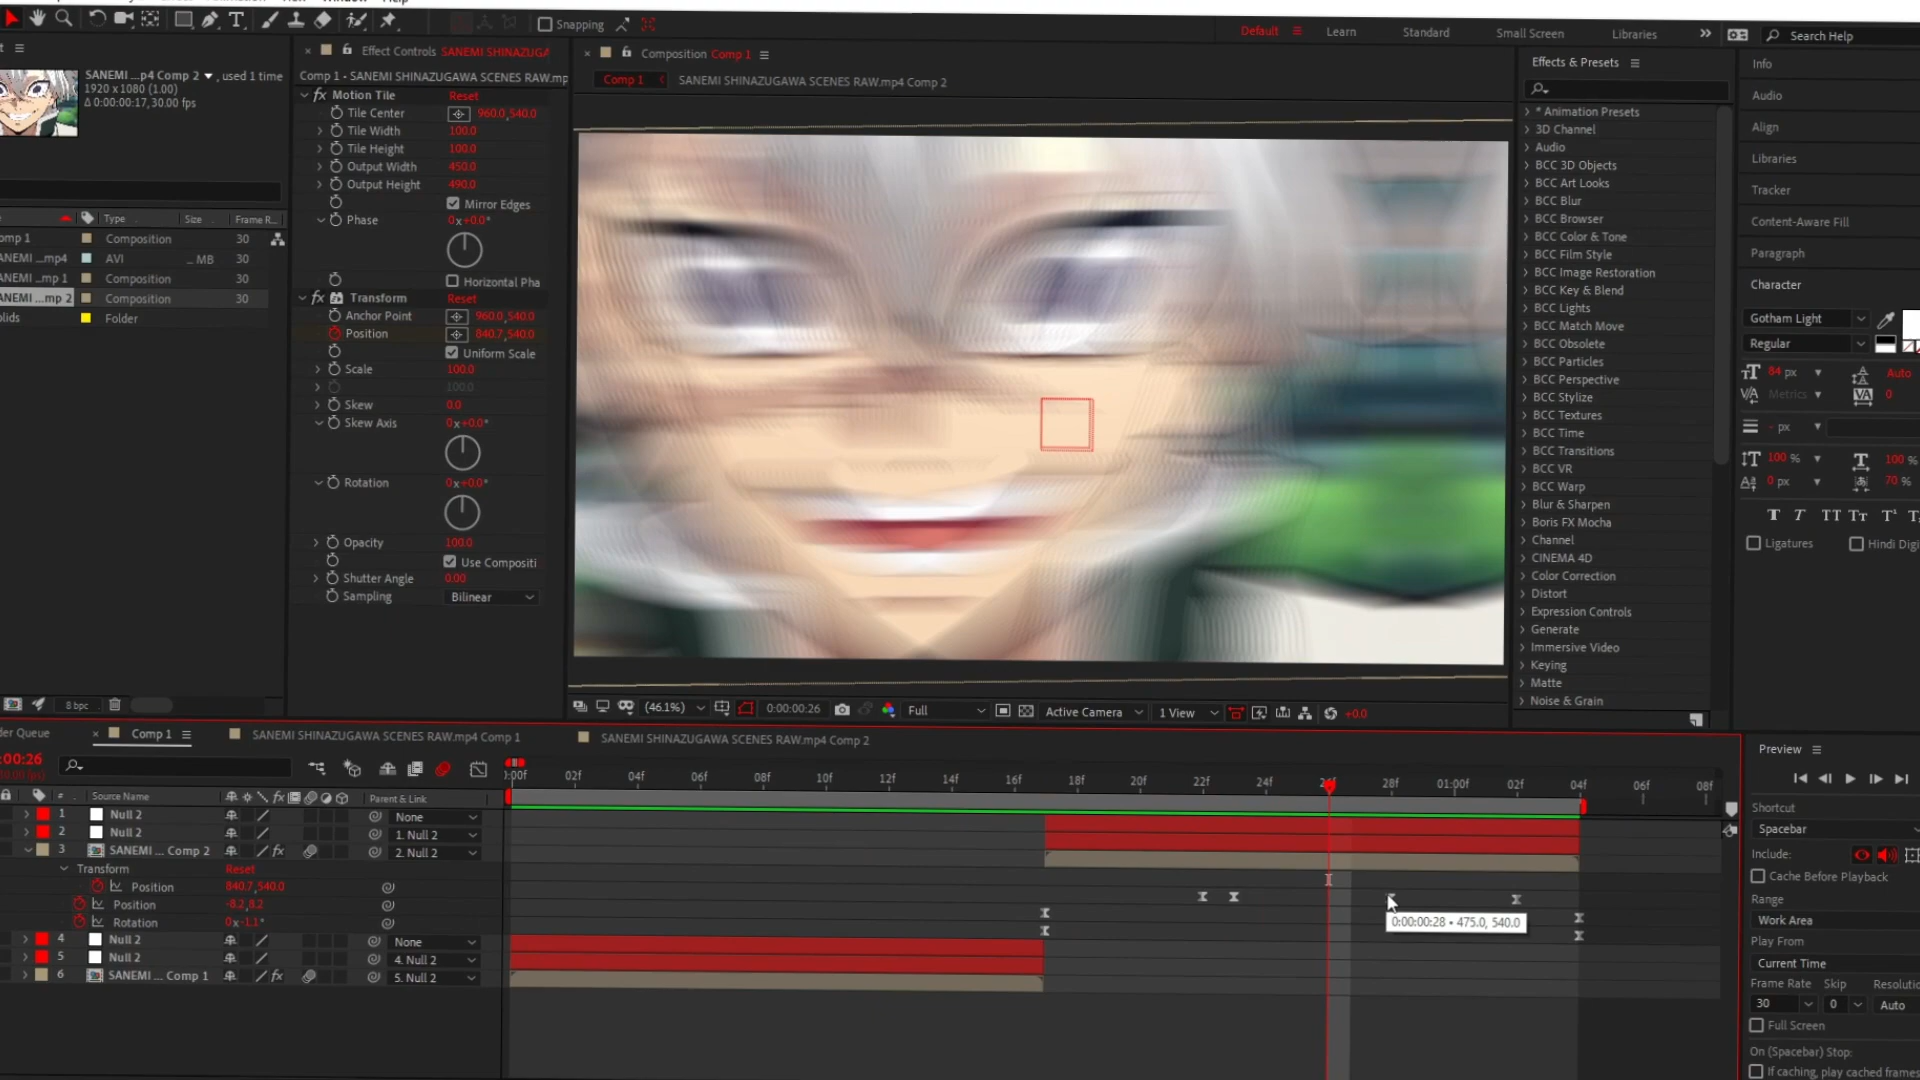 Snapping
Default
Learn
Standard
Small Screen
Libraries
Search Help
SANEMI ...p4 Comp 2 , used 1 time
1920 x 1080 (1.00)
Δ 0:00:00:17, 30.00 fps
Type
Size
Frame R...
omp 1
Composition
30
ANEMI ...mp4
AVI
... MB
30
ANEMI ...mp 1
Composition
30
ANEMI ...mp 2
Composition
30
olids
Folder
8 bpc
Effect Controls SANEMI SHINAZUGA
Comp 1 - SANEMI SHINAZUGAWA SCENES RAW.mp
fx Motion Tile Reset
Tile Center 960.0,540.0
Tile Width 100.0
Tile Height 100.0
Output Width 450.0
Output Height 490.0
Mirror Edges
Phase 0x+0.0°
Horizontal Pha
fx Transform Reset
Anchor Point 960.0,540.0
Position 840.7,540.0
Uniform Scale
Scale 100.0
100.0
Skew 0.0
Skew Axis 0x+0.0°
Rotation 0x+0.0°
Opacity 100.0
Use Compositi
Shutter Angle 0.00
Sampling Bilinear
Composition Comp 1
Comp 1
SANEMI SHINAZUGAWA SCENES RAW.mp4 Comp 2
(46.1%)
0:00:00:26
Full
Active Camera
1 View
+0.0
Effects & Presets
* Animation Presets
3D Channel
Audio
BCC 3D Objects
BCC Art Looks
BCC Blur
BCC Browser
BCC Color & Tone
BCC Film Style
BCC Image Restoration
BCC Key & Blend
BCC Lights
BCC Match Move
BCC Obsolete
BCC Particles
BCC Perspective
BCC Stylize
BCC Textures
BCC Time
BCC Transitions
BCC VR
BCC Warp
Blur & Sharpen
Boris FX Mocha
Channel
CINEMA 4D
Color Correction
Distort
Expression Controls
Generate
Immersive Video
Keying
Matte
Noise & Grain
Info
Audio
Align
Libraries
Tracker
Content-Aware Fill
Paragraph
Character
Gotham Light
Regular
84 px
Auto
Metrics
0
- px
100 %
100 %
0 px
70 %
T T TT Tт T¹
Ligatures
Hindi Digi
der Queue
Comp 1
SANEMI SHINAZUGAWA SCENES RAW.mp4 Comp 1
SANEMI SHINAZUGAWA SCENES RAW.mp4 Comp 2
:00:26
:00f 02f 04f 06f 08f 10f 12f 14f 16f 18f 20f 22f 24f 26f 28f 01:00f 02f 04f 06f 08f
# Source Name
Parent & Link
1 Null 2 None
2 Null 2 1. Null 2
3 SANEMI ... Comp 2 fx 2. Null 2
Transform Reset
Position 840.7,540.0
Position -8.2,8.2
Rotation 0x-1.1°
4 Null 2 None
5 Null 2 4. Null 2
6 SANEMI ... Comp 1 fx 5. Null 2
0:00:00:28 • 475.0, 540.0
Preview
Shortcut
Spacebar
Include:
Cache Before Playback
Range
Work Area
Play From
Current Time
Frame Rate Skip Resolutio
30 0 Auto
Full Screen
On (Spacebar) Stop:
If caching, play cached frames